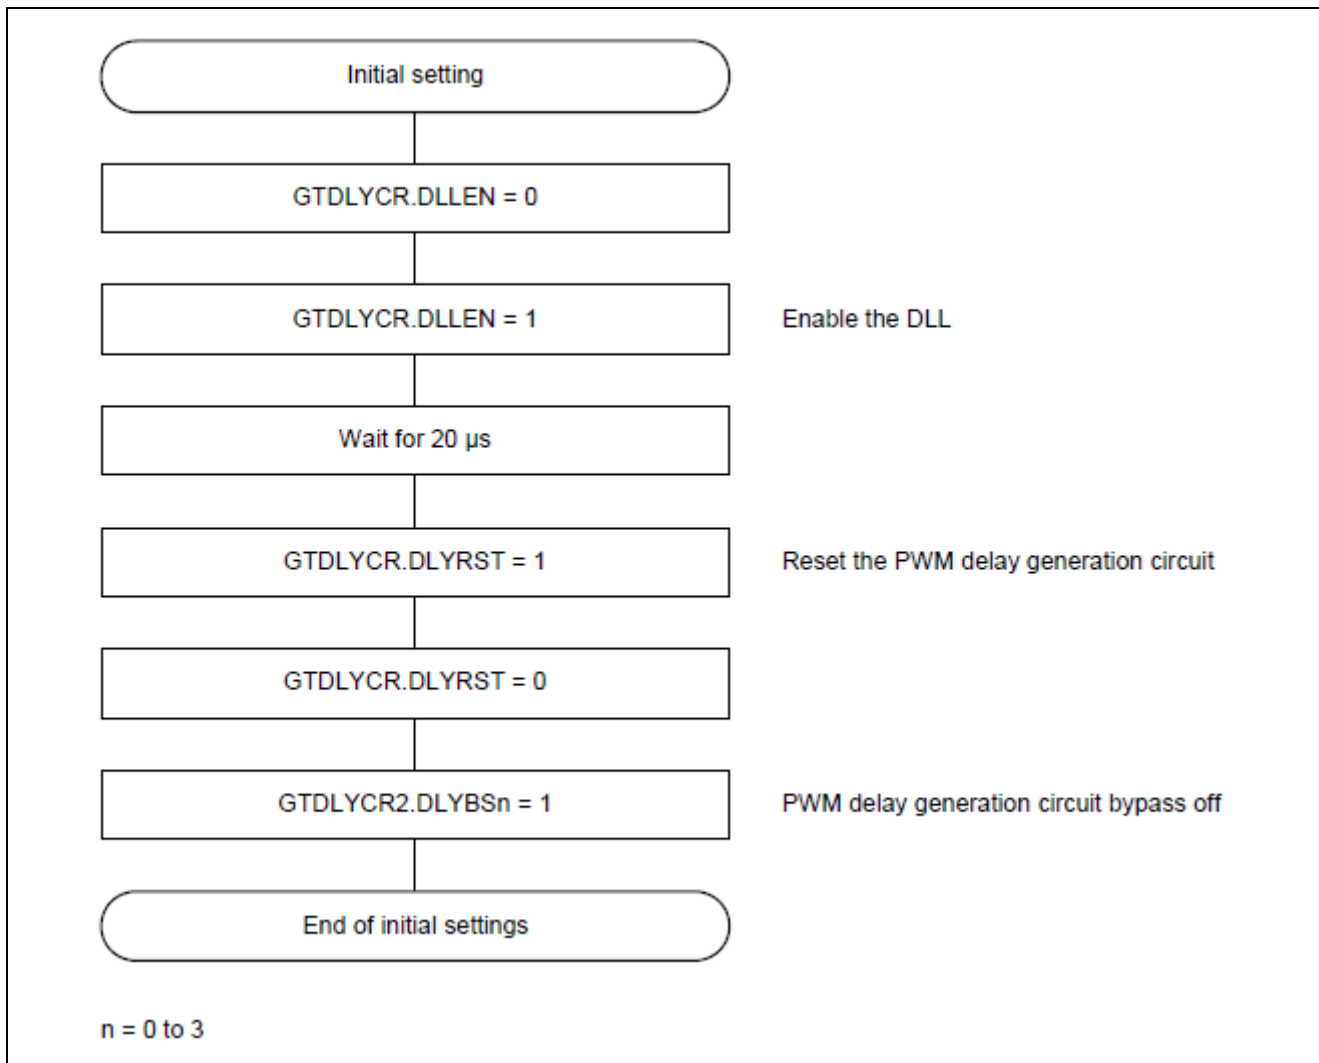 Initial setting
GTDLYCR.DLLEN = 0
GTDLYCR.DLLEN = 1
Enable the DLL
Wait for 20 µs
GTDLYCR.DLYRST = 1
Reset the PWM delay generation circuit
GTDLYCR.DLYRST = 0
GTDLYCR2.DLYBSn = 1
PWM delay generation circuit bypass off
End of initial settings
n = 0 to 3